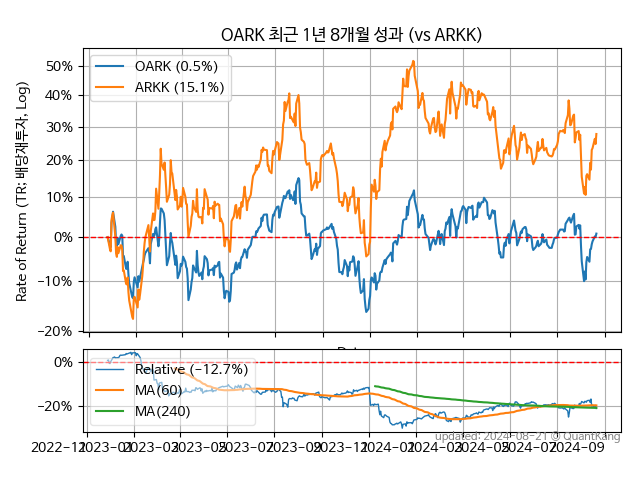 OARK 최근 1년 8개월 성과 (vs ARKK)
OARK (0.5%)
ARKK (15.1%)
Rate of Return (TR: 배당재투자, Log)
50%
40%
30%
20%
10%
0%
−10%
−20%
Relative (−12.7%)
MA(60)
MA(240)
0%
−20%
2022-11
2023-01
2023-03
2023-05
2023-07
2023-09
2023-11
2024-01
2024-03
2024-05
2024-07
2024-09
updated: 2024-08-21 @ QuantKang